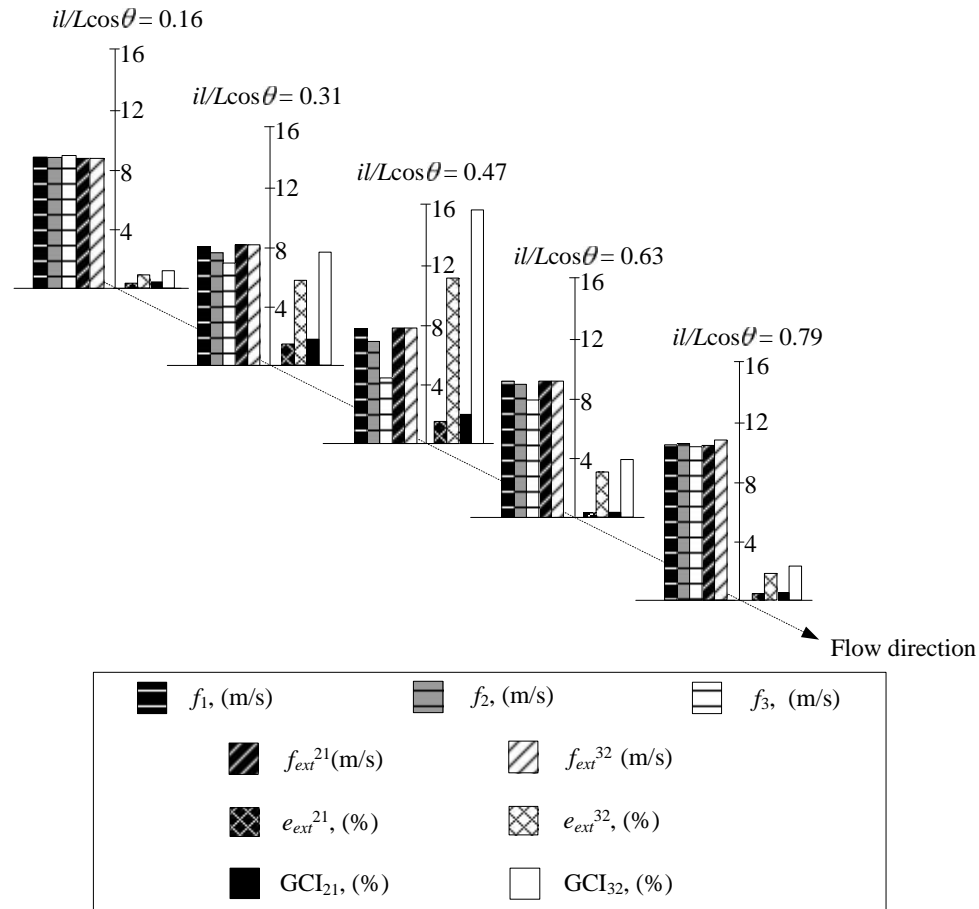 il/Lcosθ = 0.16
16
12
8
4
il/Lcosθ = 0.31
16
12
8
4
il/Lcosθ = 0.47
16
12
8
4
il/Lcosθ = 0.63
16
12
8
4
il/Lcosθ = 0.79
16
12
8
4
Flow direction
f1, (m/s)
f2, (m/s)
f3, (m/s)
fext21(m/s)
fext32 (m/s)
eext21, (%)
eext32, (%)
GCI21, (%)
GCI32, (%)